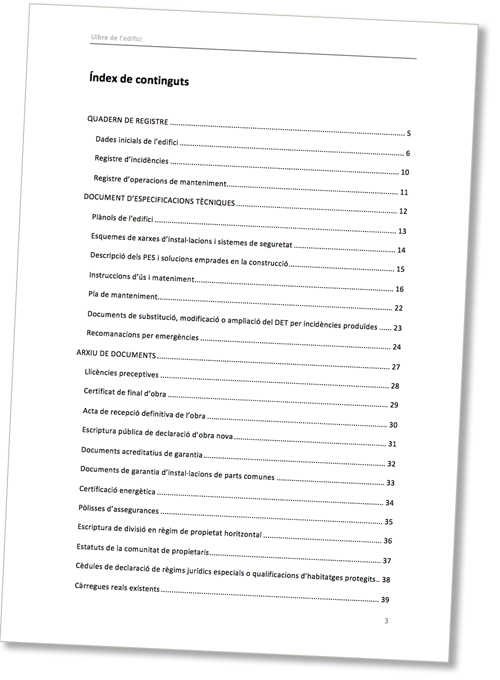 Llibre de l'edifici
Índex de continguts
QUADERN DE REGISTRE 5
Dades inicials de l'edifici 6
Registre d'incidències 10
Registre d'operacions de manteniment 11
DOCUMENT D'ESPECIFICACIONS TÈCNIQUES 12
Plànols de l'edifici 13
Esquemes de xarxes d'instal·lacions i sistemes de seguretat 14
Descripció dels PES i solucions emprades en la construcció 15
Instruccions d'ús i mateniment 16
Pla de manteniment 22
Documents de substitució, modificació o ampliació del DET per incidències produïdes 23
Recomanacions per emergències 24
ARXIU DE DOCUMENTS 27
Llicències preceptives 28
Certificat de final d'obra 29
Acta de recepció definitiva de l'obra 30
Escriptura pública de declaració d'obra nova 31
Documents acreditatius de garantia 32
Documents de garantia d'instal·lacions de parts comunes 33
Certificació energètica 34
Pòlisses d'assegurances 35
Escriptura de divisió en règim de propietat horitzontal 36
Estatuts de la comunitat de propietaris 37
Cèdules de declaració de règims jurídics especials o qualificacions d'habitatges protegits 38
Càrregues reals existents 39
3